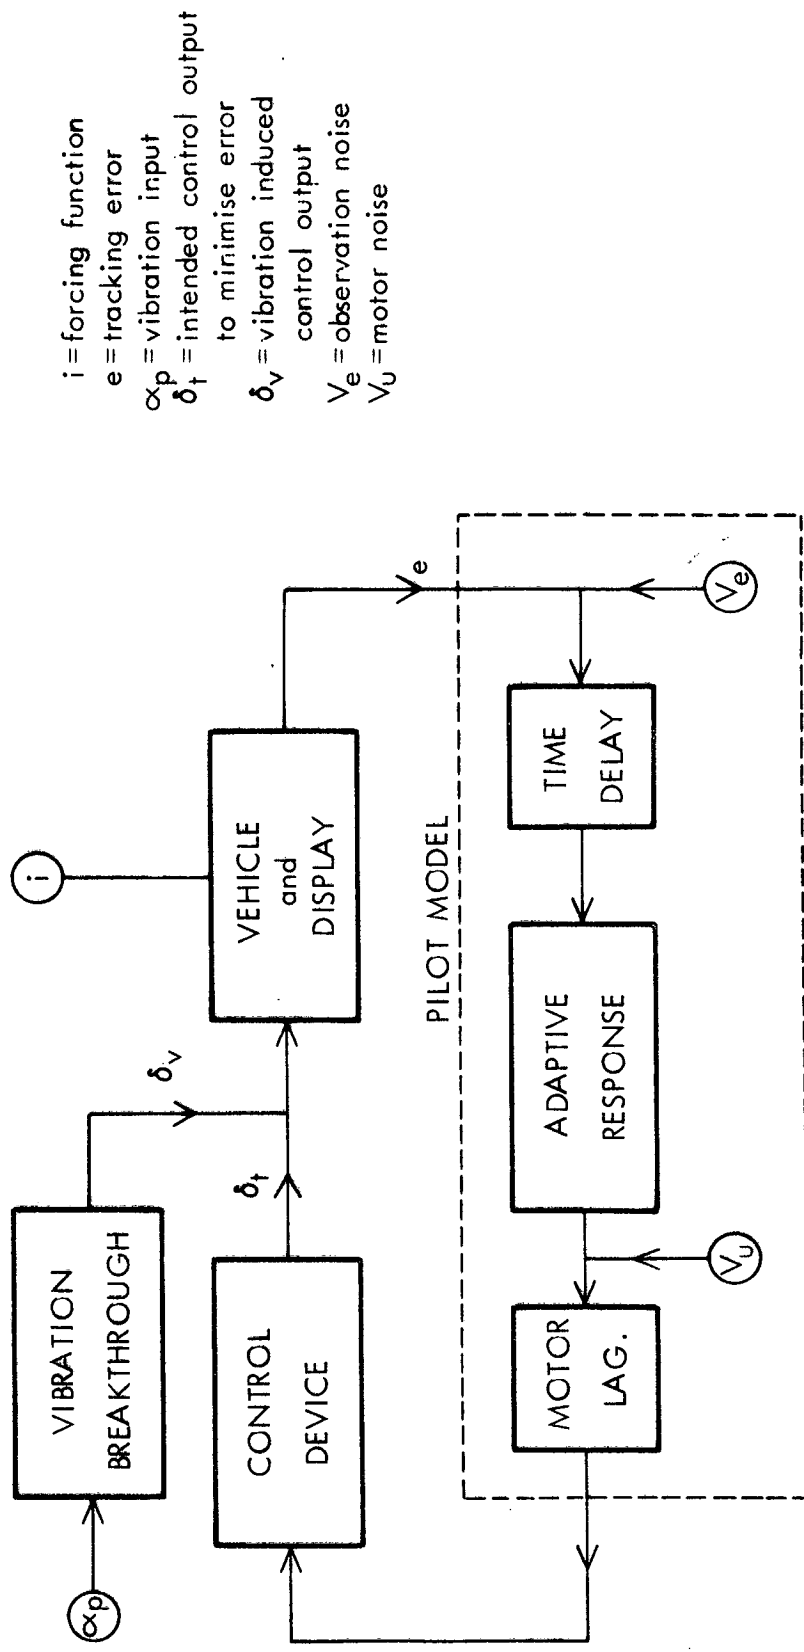 i=forcing function
e=tracking error
αp=vibration input
δt=intended control output
to minimise error
δv=vibration induced
control output
Ve=observation noise
Vu=motor noise
αp
VIBRATION
BREAKTHROUGH
δv
i
CONTROL
DEVICE
δt
VEHICLE
and
DISPLAY
e
PILOT MODEL
MOTOR
LAG.
ADAPTIVE
RESPONSE
TIME
DELAY
Vu
Ve